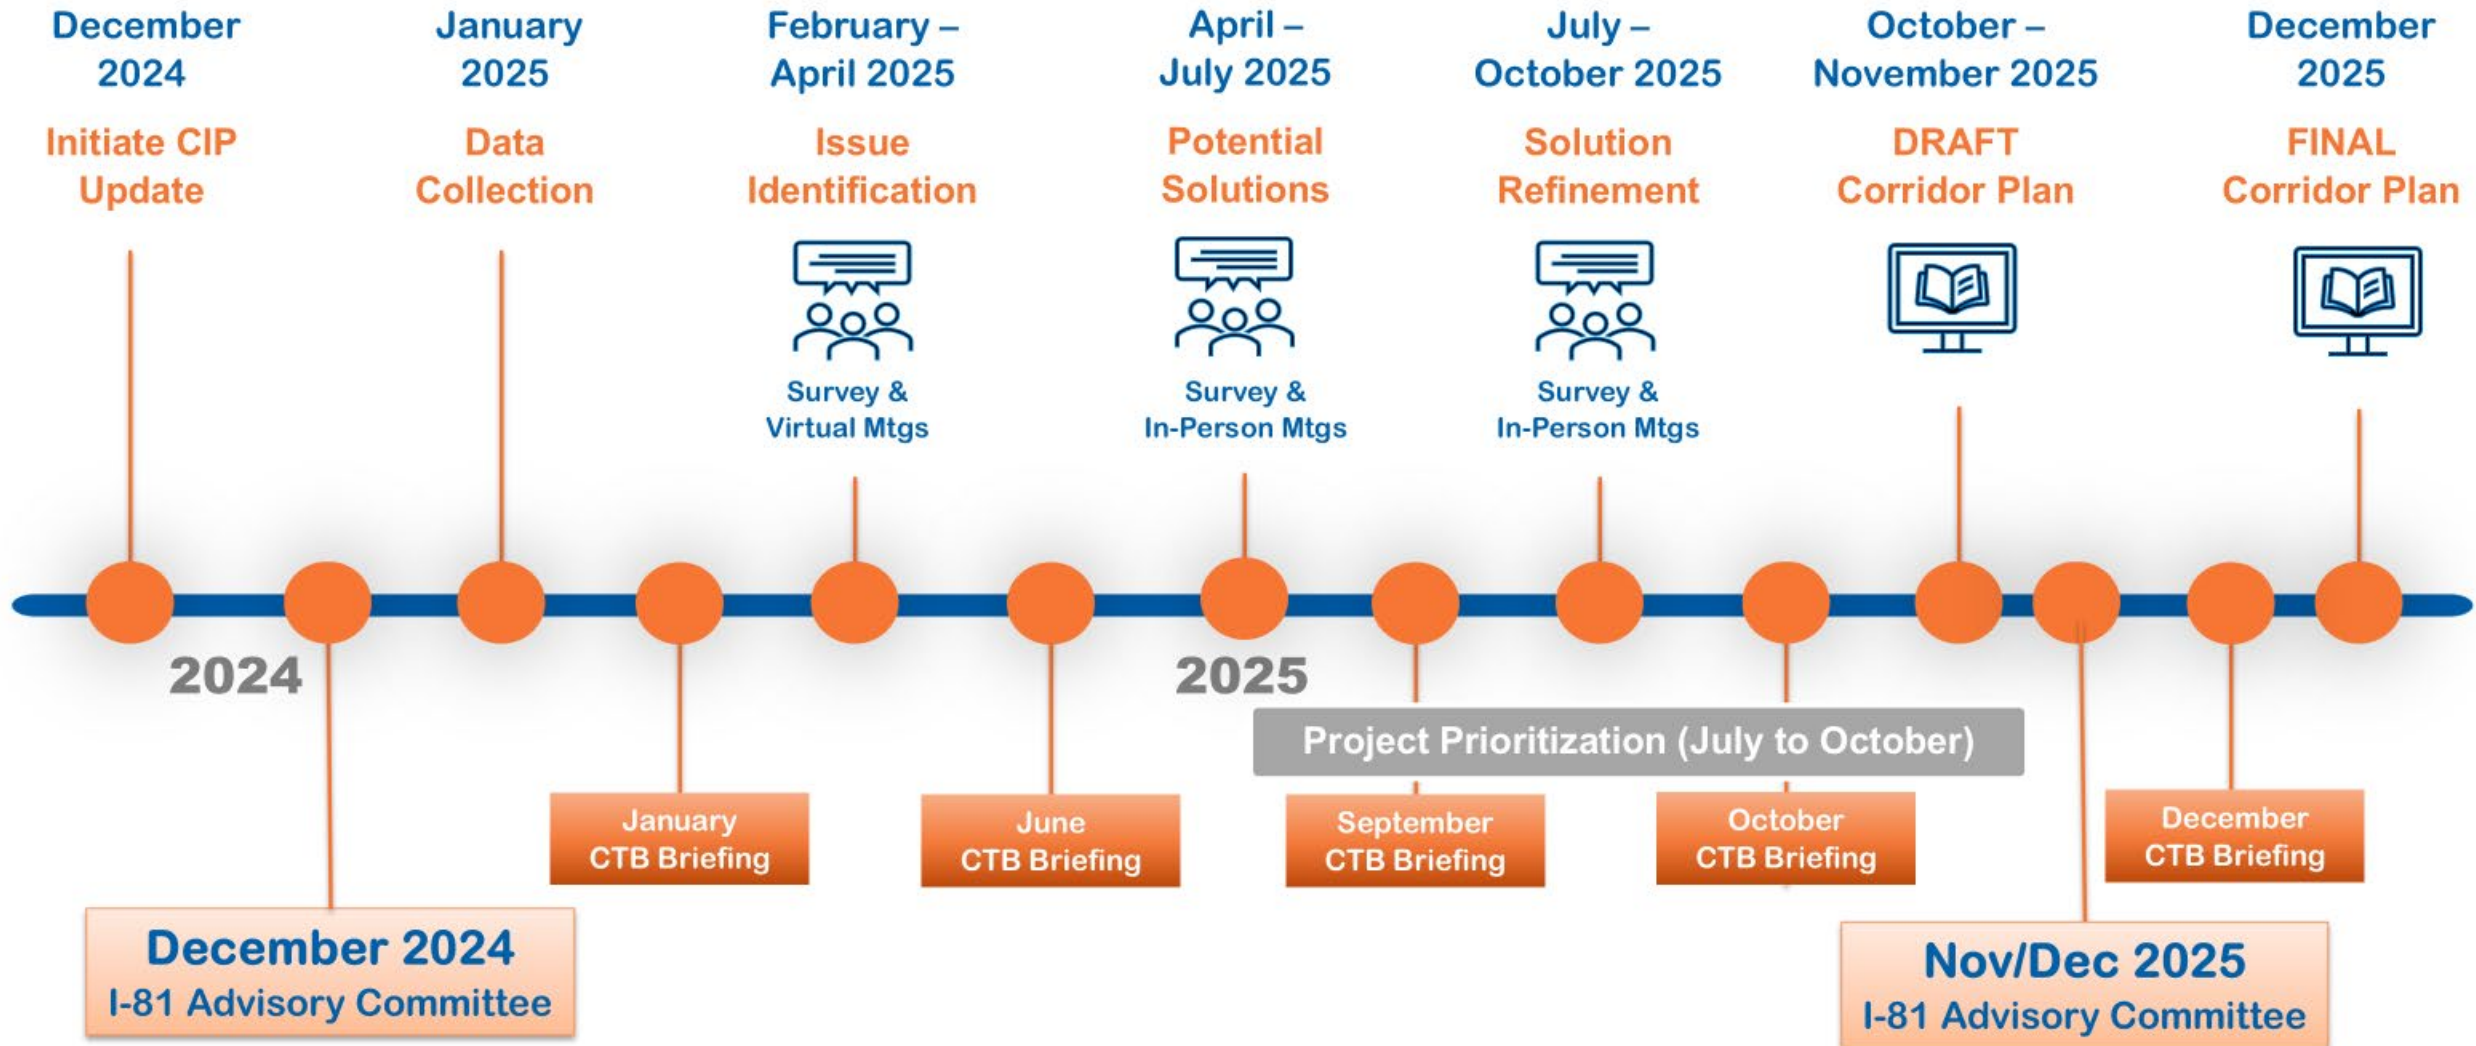 December
2024
Initiate CIP
Update
January
2025
Data
Collection
February –
April 2025
Issue
Identification
Survey &
Virtual Mtgs
April –
July 2025
Potential
Solutions
Survey &
In-Person Mtgs
July –
October 2025
Solution
Refinement
Survey &
In-Person Mtgs
October –
November 2025
DRAFT
Corridor Plan
December
2025
FINAL
Corridor Plan
2024
2025
Project Prioritization (July to October)
January
CTB Briefing
June
CTB Briefing
September
CTB Briefing
October
CTB Briefing
December
CTB Briefing
December 2024
I-81 Advisory Committee
Nov/Dec 2025
I-81 Advisory Committee